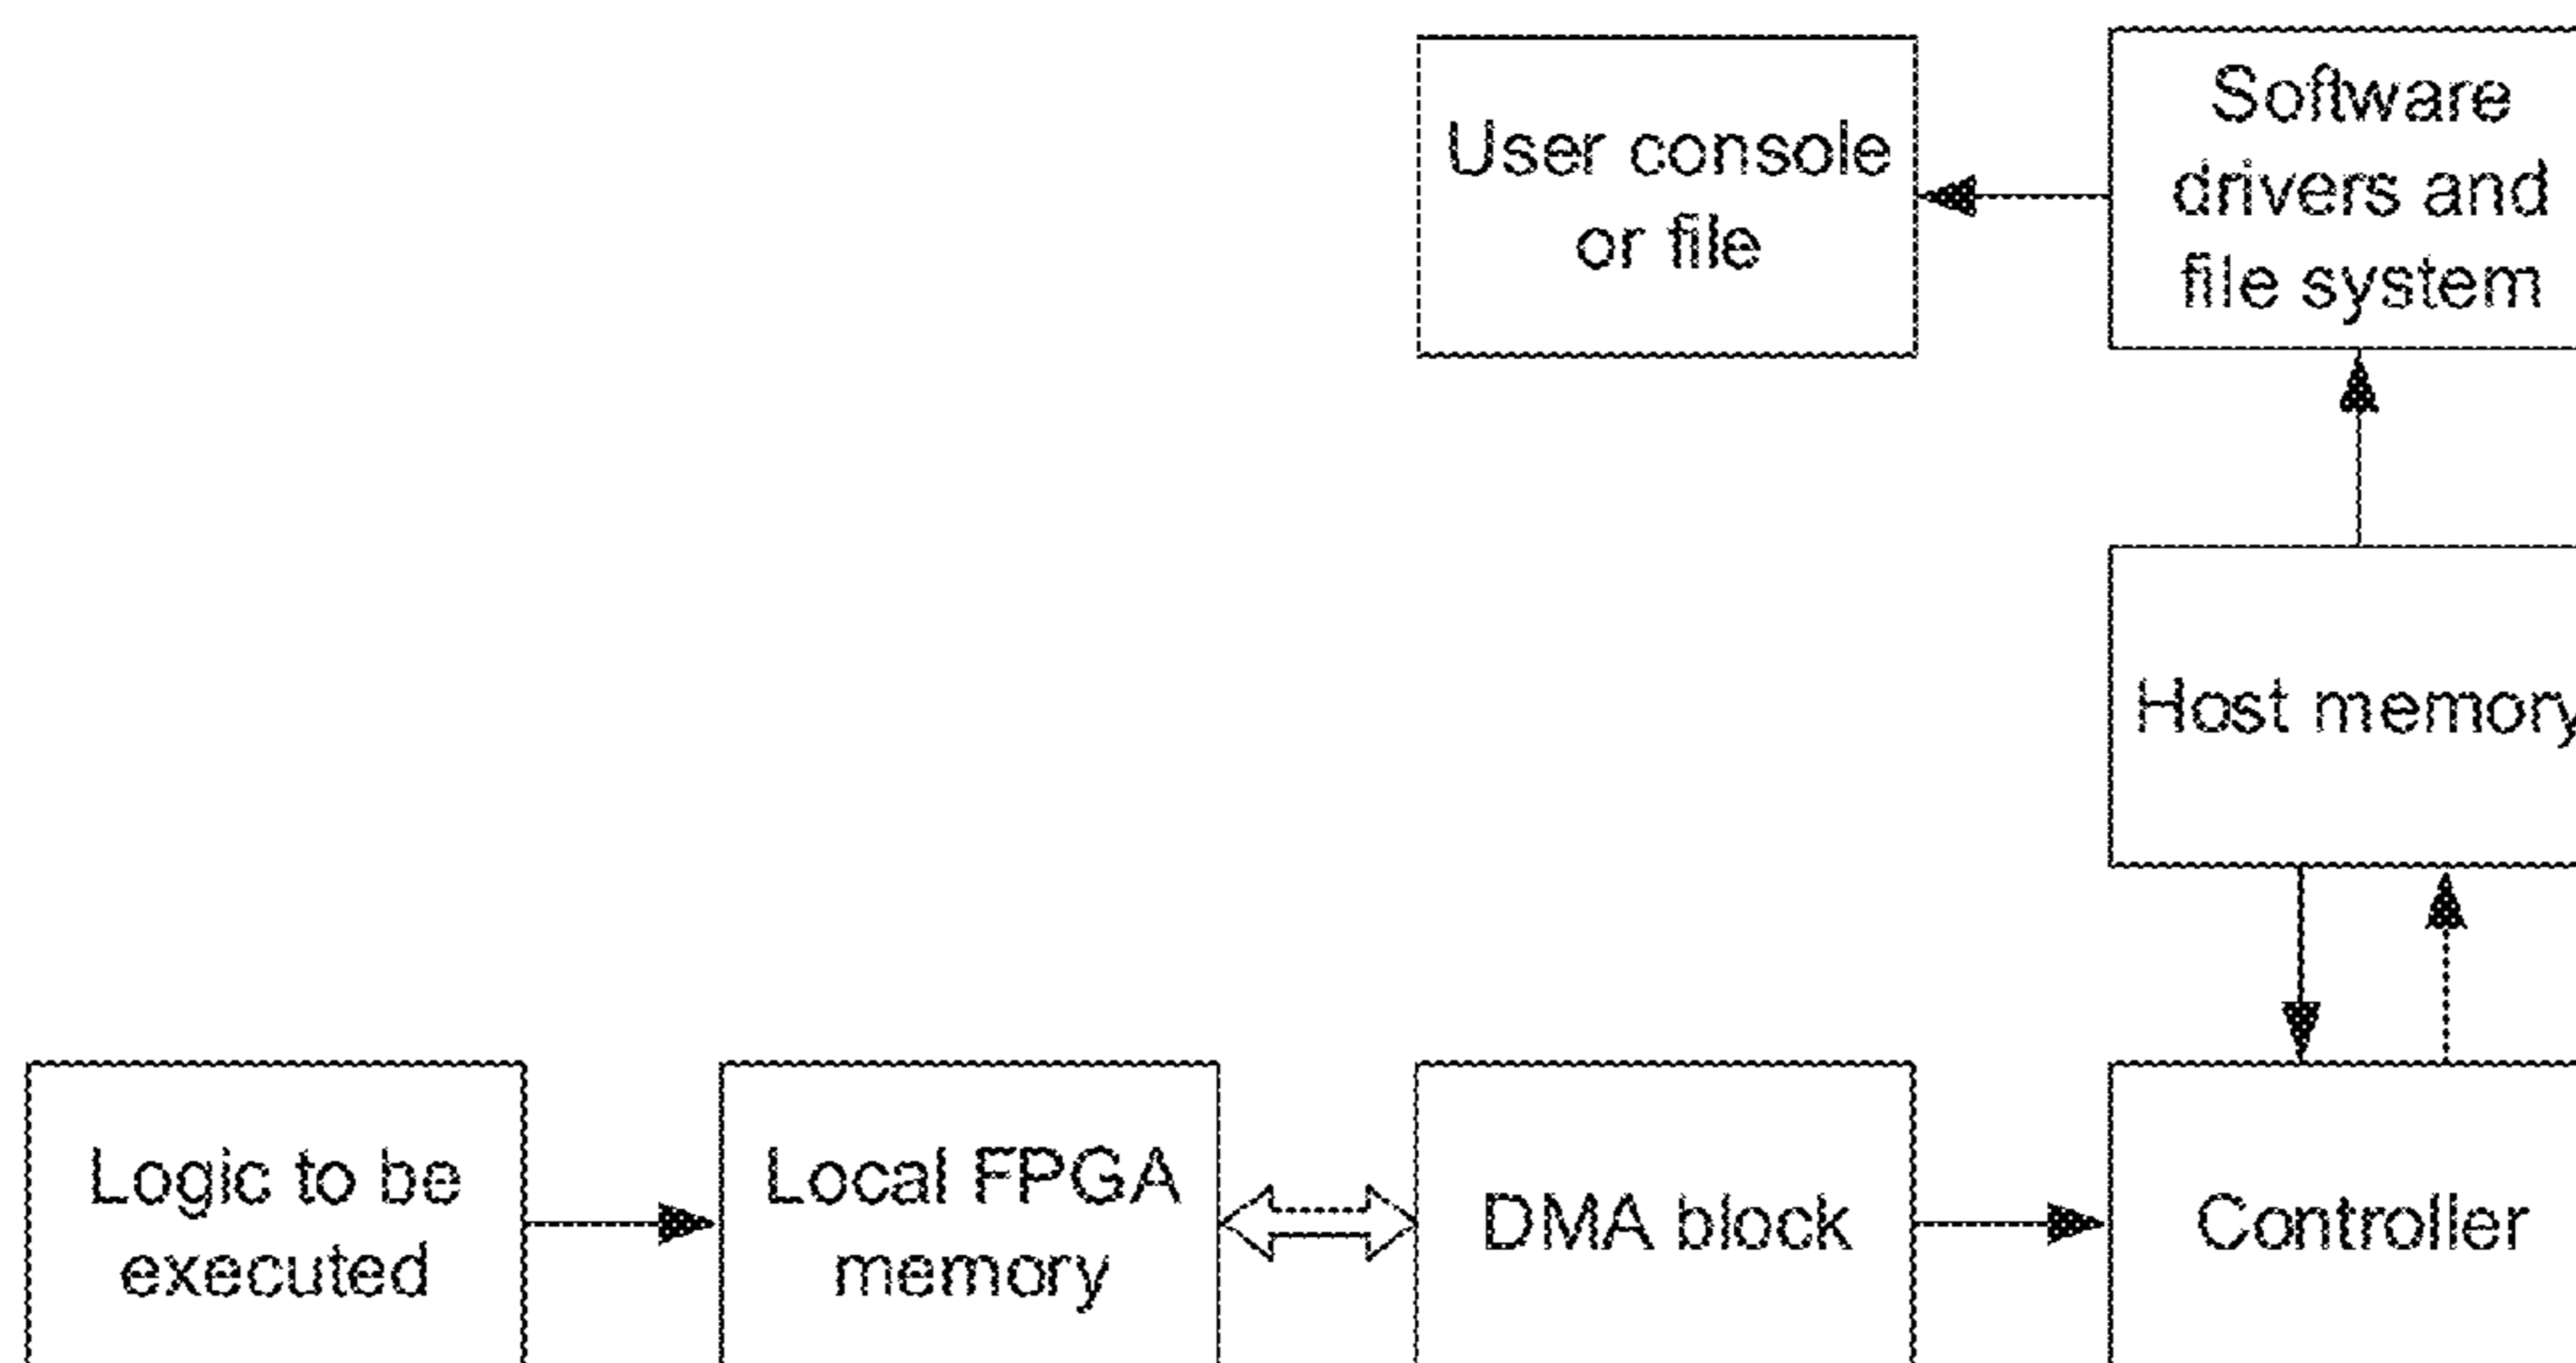 User console
or file
Software
drivers and
file system
Host memory
Logic to be
executed
Local FPGA
memory
DMA block
Controller